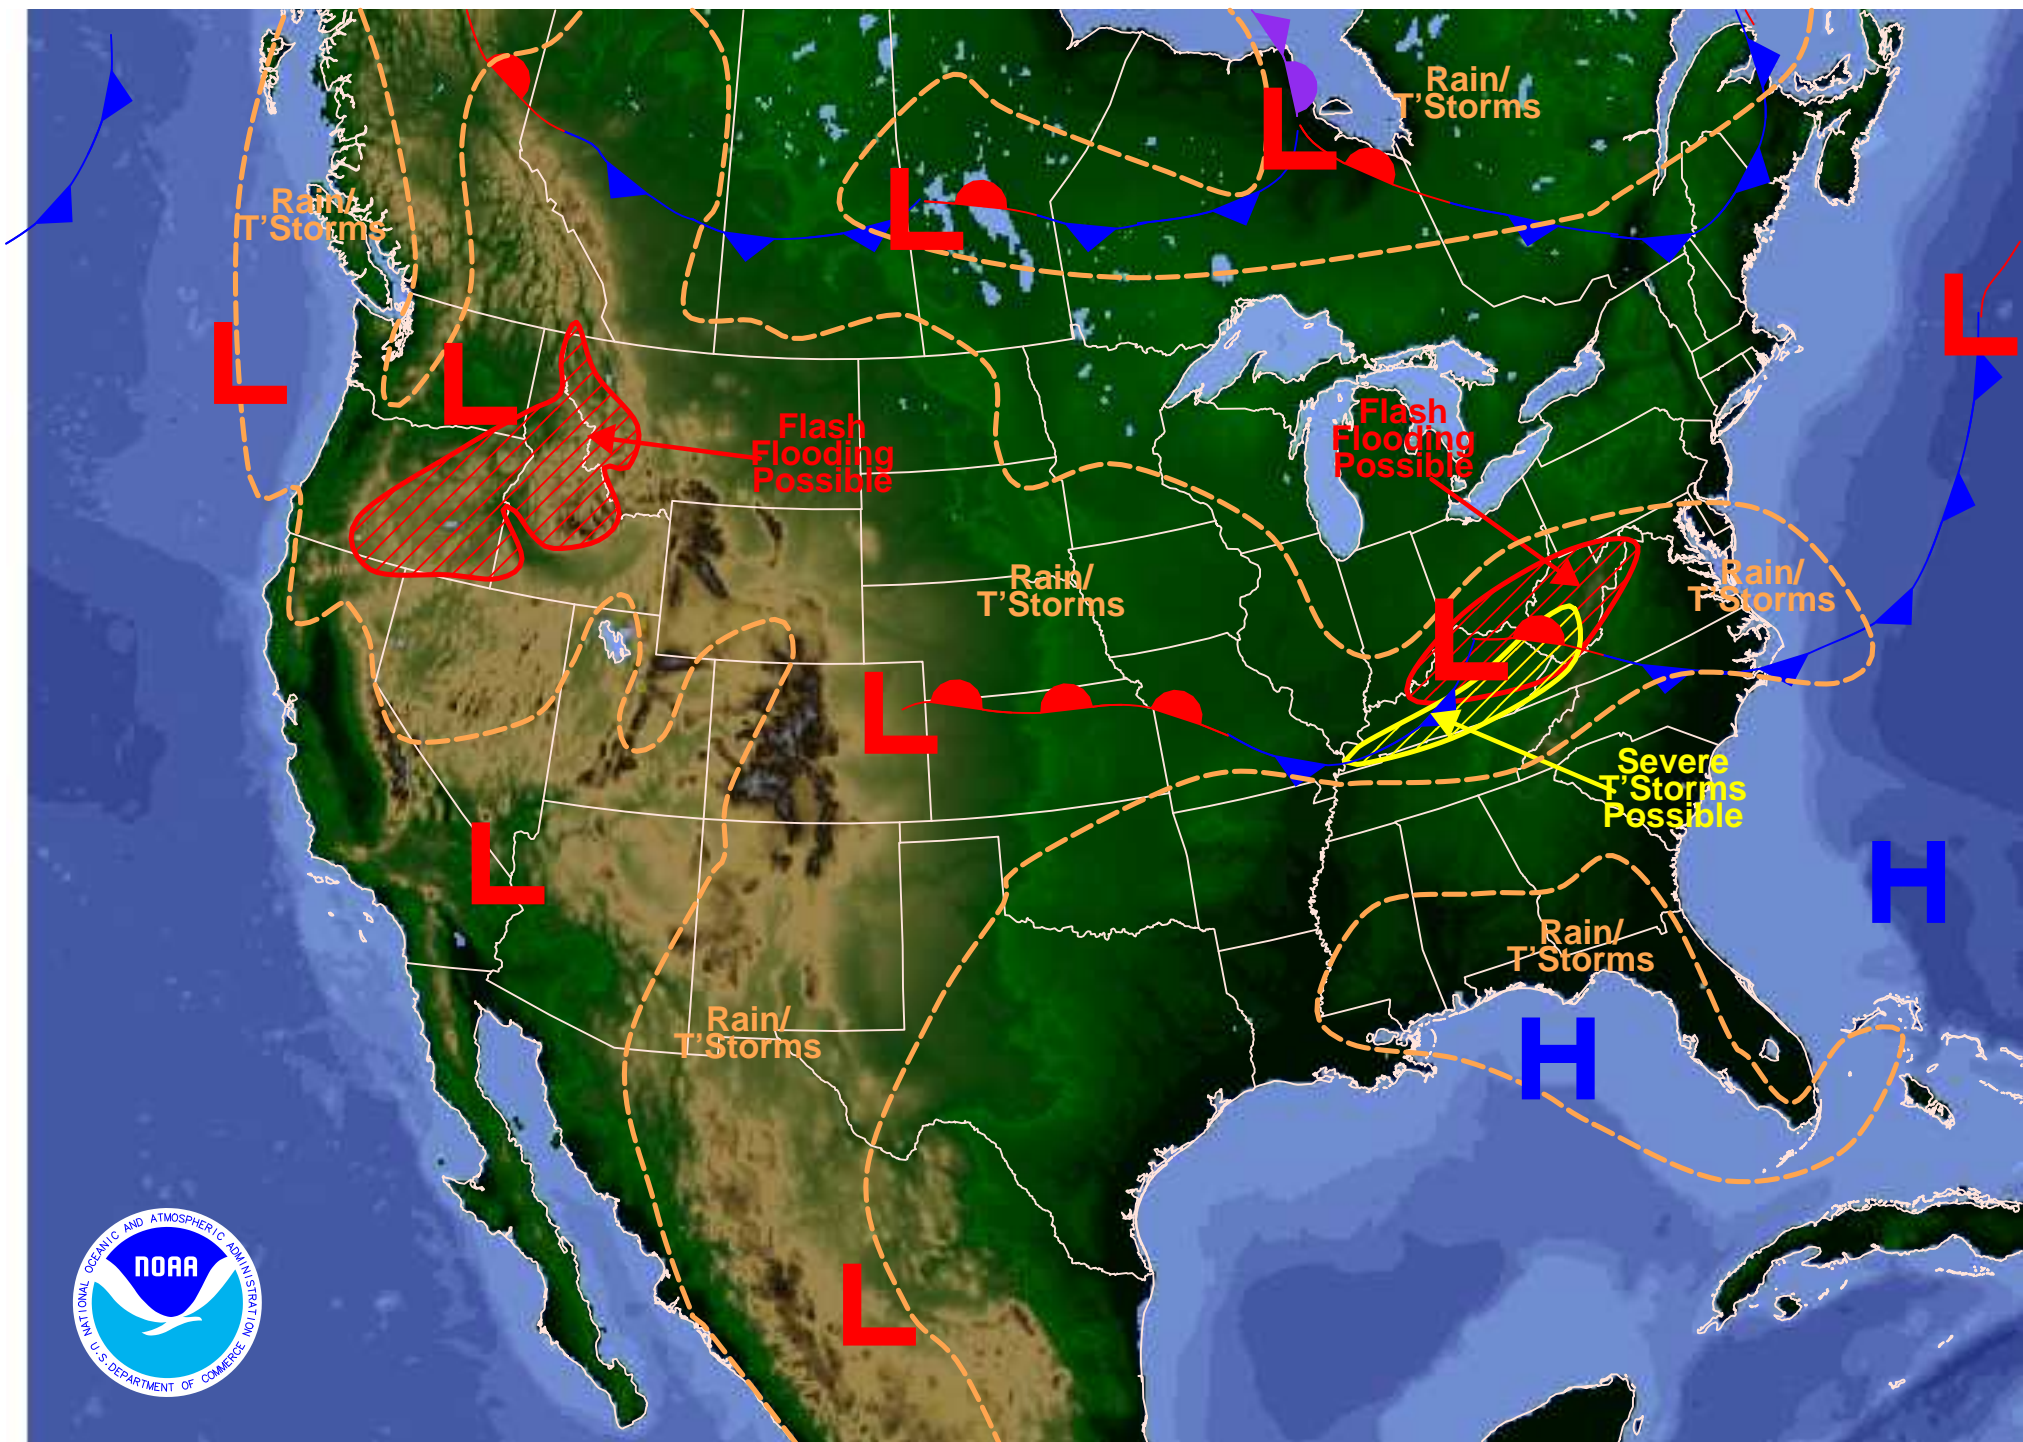 Rain/
T'Storms
L
Rain/
T'Storms
L
L
L
L
L
Flash
Flooding
Possible
Flash
Flooding
Possible
Rain/
T'Storms
Rain/
T'Storms
L
L
Severe
T'Storms
Possible
L
H
Rain/
T'Storms
Rain/
T'Storms
H
L
NATIONAL OCEANIC AND ATMOSPHERIC ADMINISTRATION
NOAA
U.S. DEPARTMENT OF COMMERCE